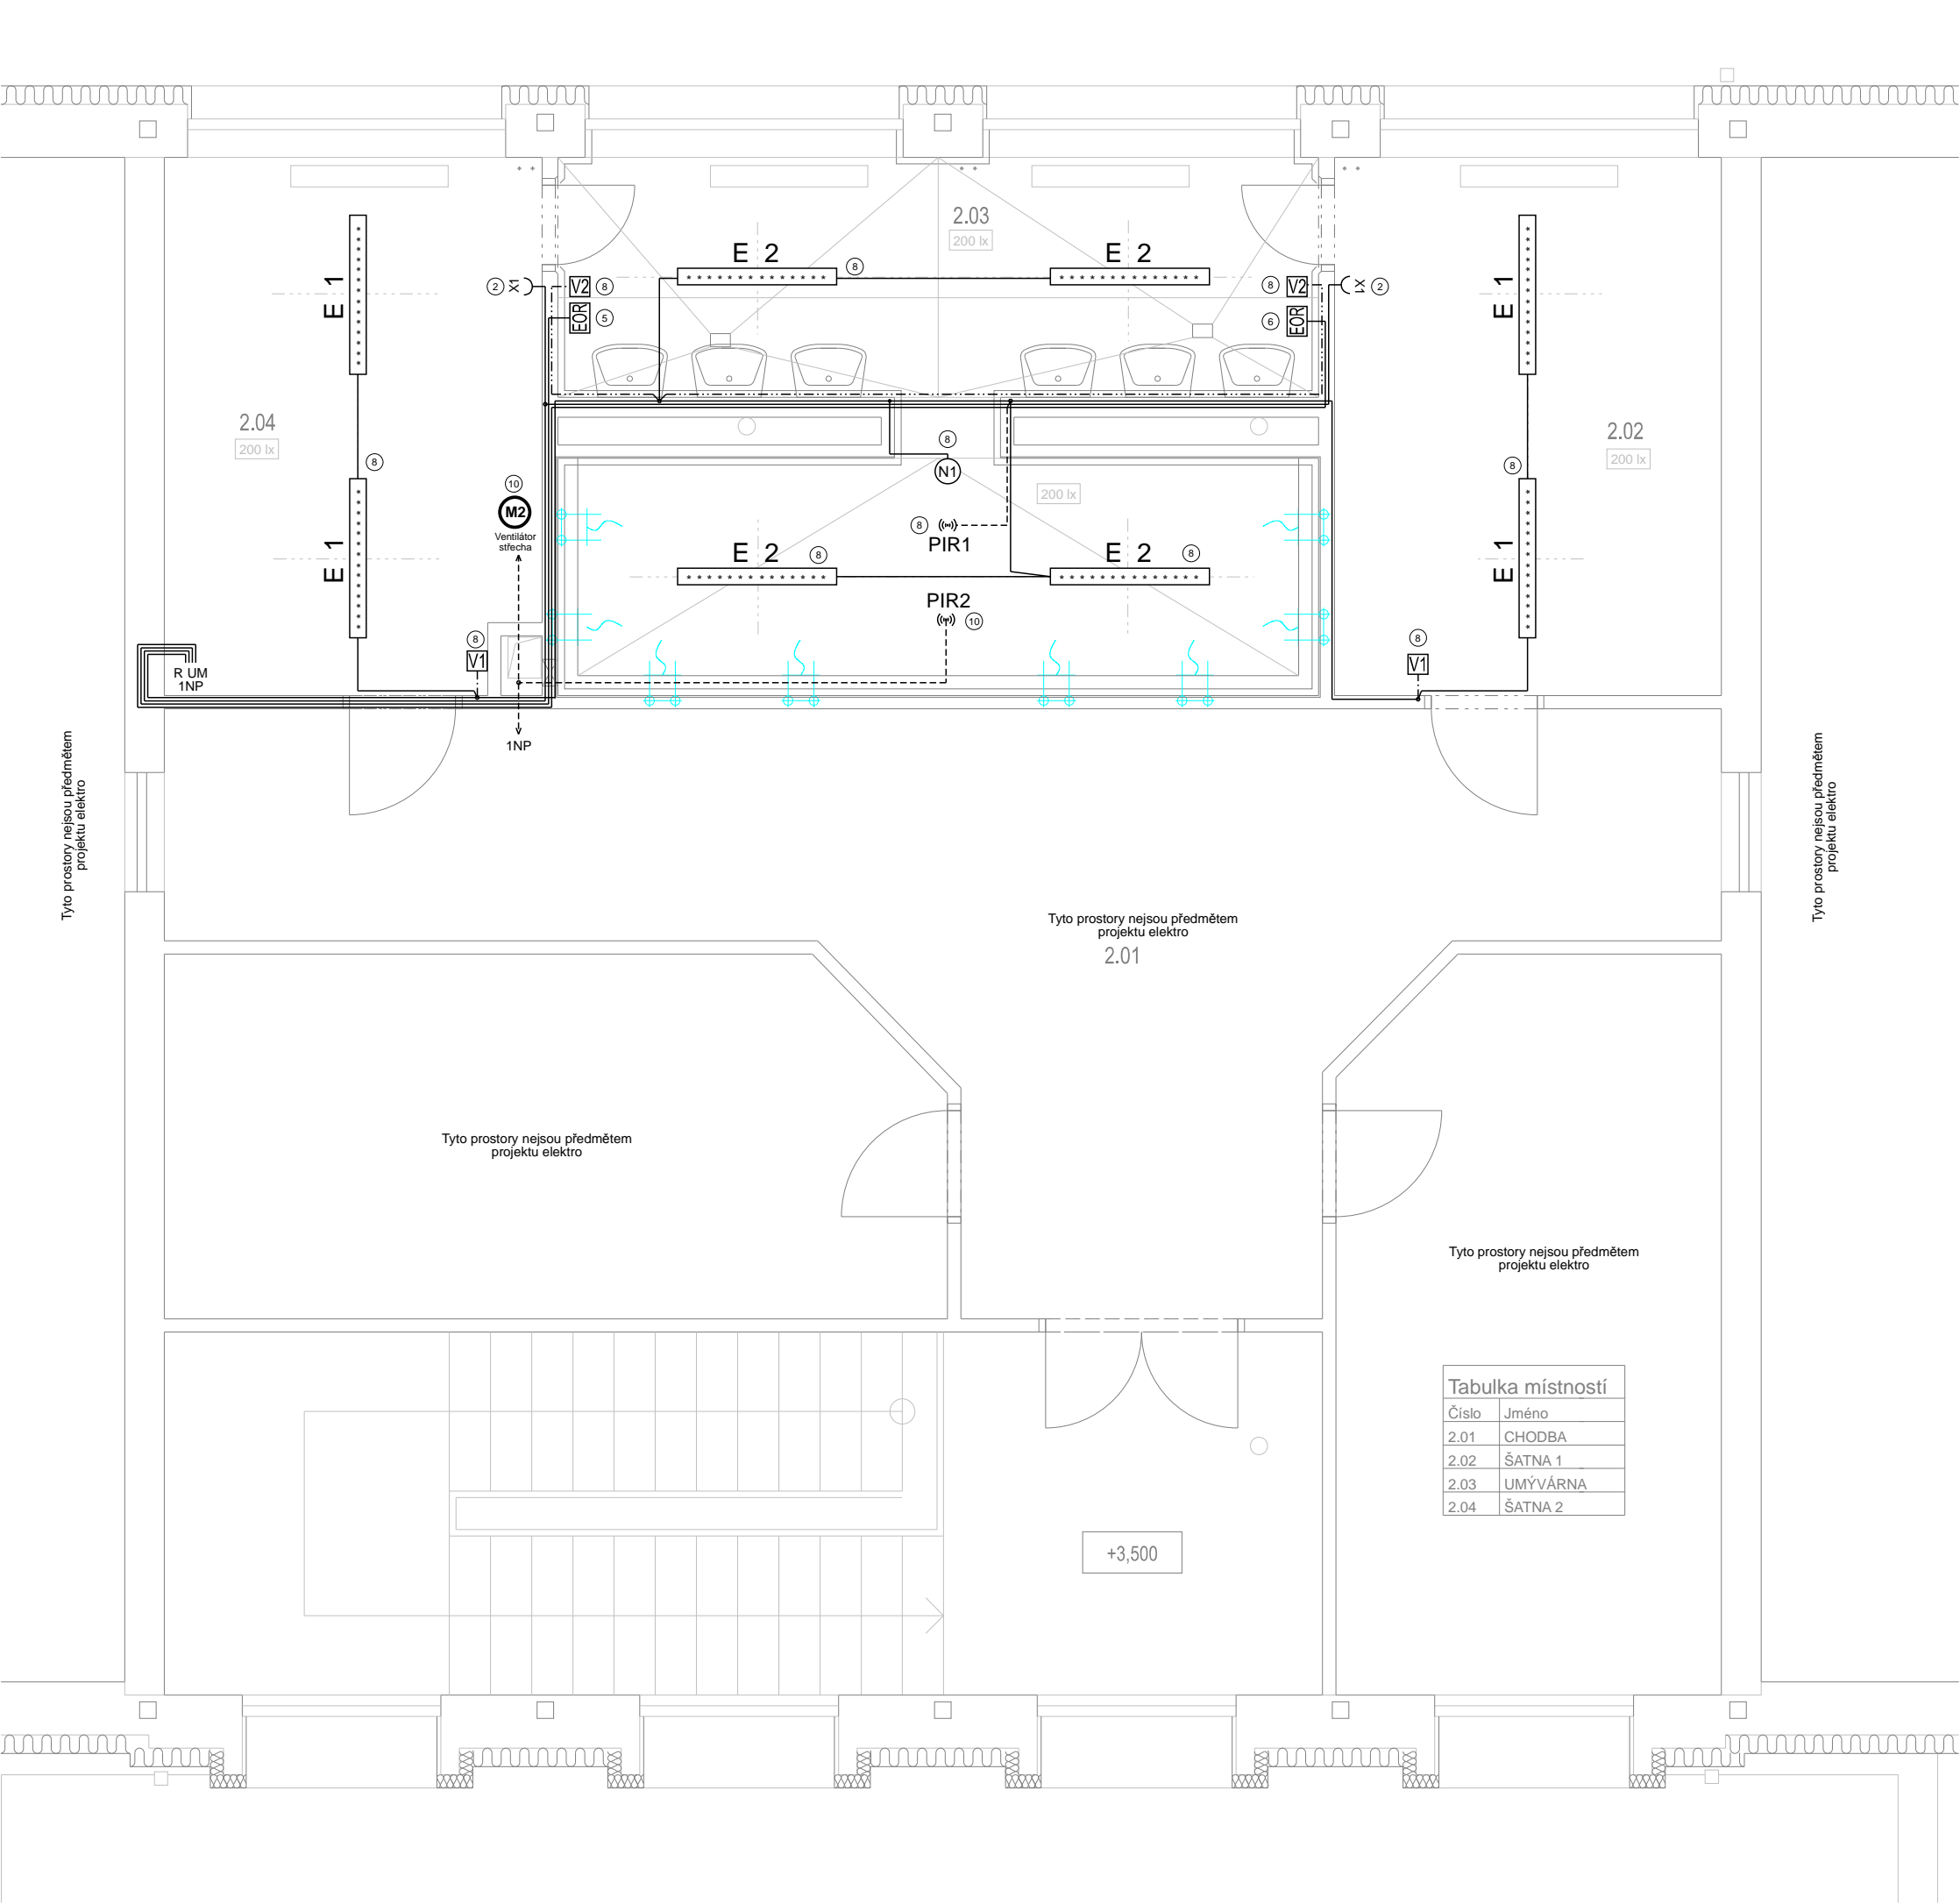 2.03
200 lx
E 2
8
E 2
E 1
E 1
2
X1
V2
8
8
V2
X1
2
EOR
5
6
EOR
2.04
200 lx
2.02
200 lx
8
8
8
N1
200 lx
10
M2
Ventilátor
střecha
8
PIR1
E 2
8
E 2
8
E 1
E 1
PIR2
10
8
V1
8
V1
R UM
1NP
1NP
Tyto prostory nejsou předmětem
projektu elektro
Tyto prostory nejsou předmětem
projektu elektro
Tyto prostory nejsou předmětem
projektu elektro
2.01
Tyto prostory nejsou předmětem
projektu elektro
Tyto prostory nejsou předmětem
projektu elektro
Tabulka místností
Číslo Jméno
2.01 CHODBA
2.02 ŠATNA 1
2.03 UMÝVÁRNA
2.04 ŠATNA 2
+3,500